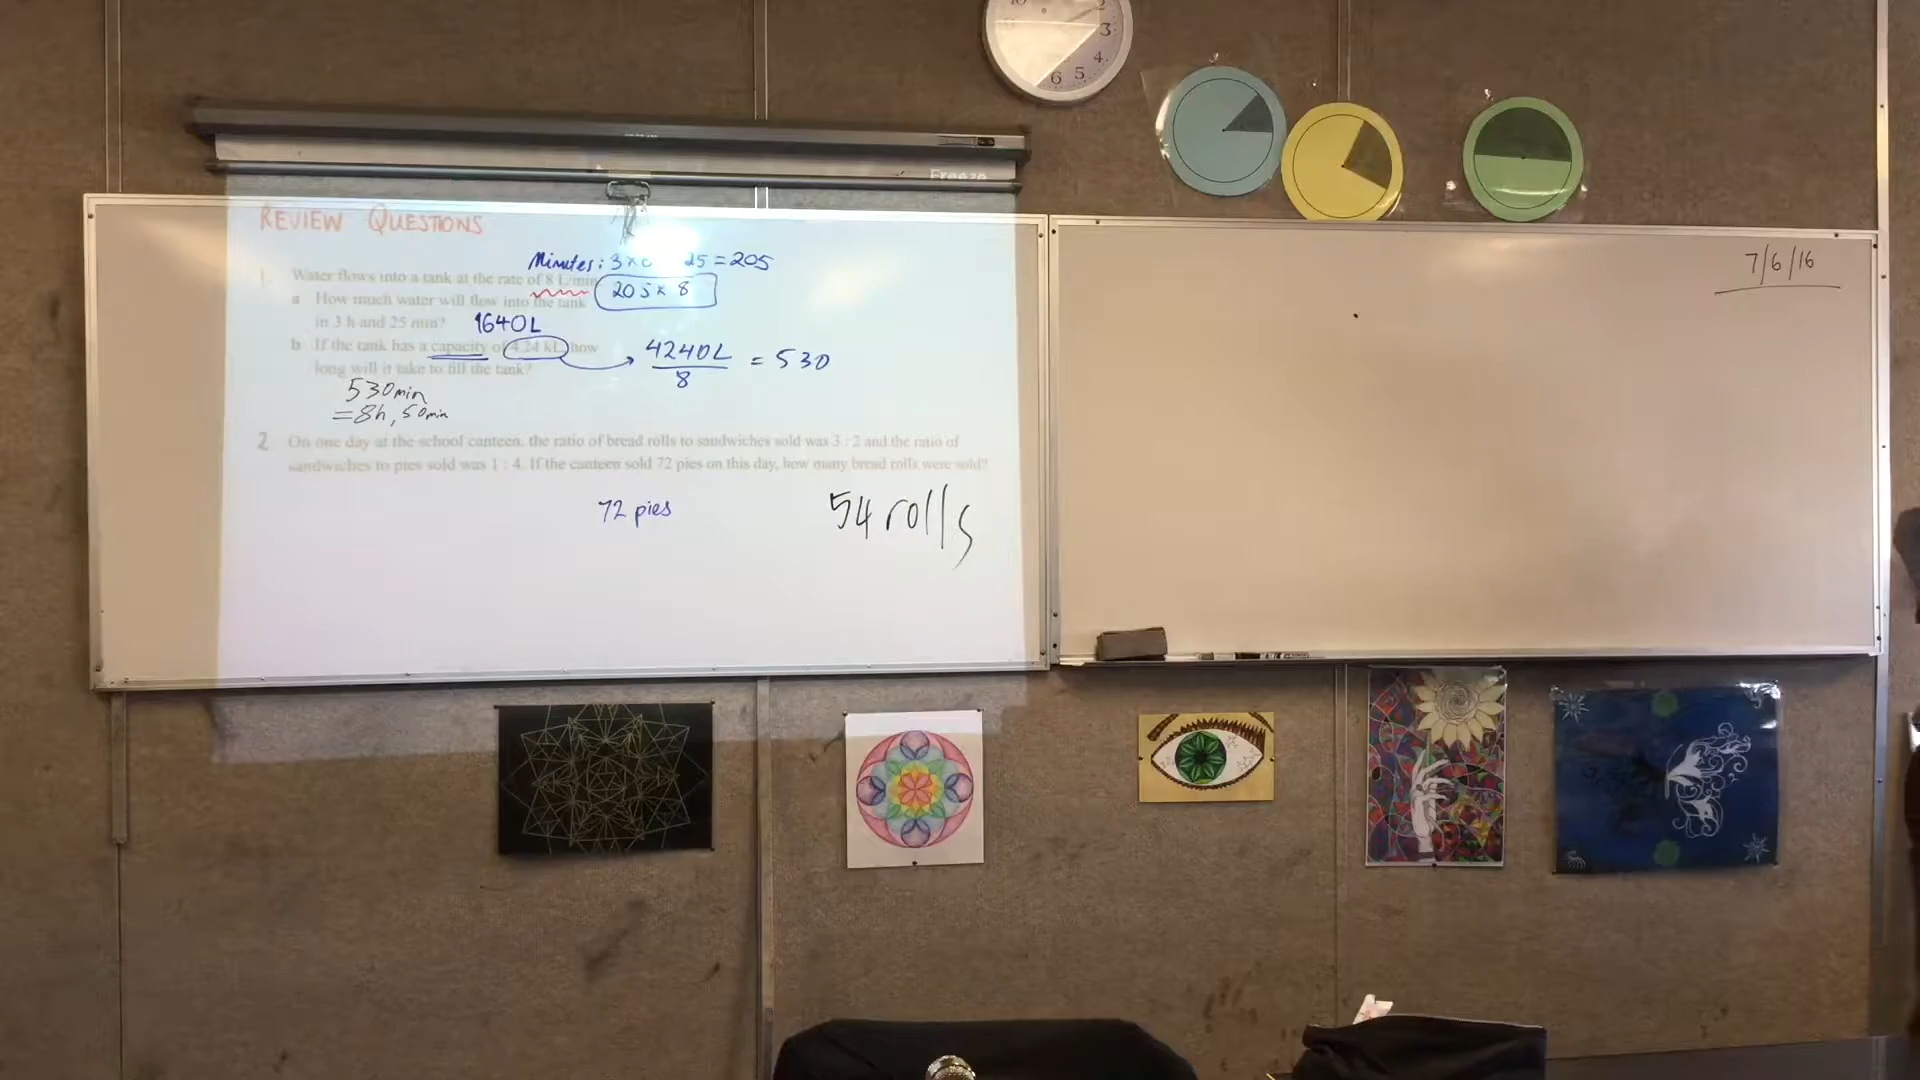 10
2
3
4
5
6
Freeze
7/6/16
REVIEW QUESTIONS
Minutes: 3 × 25 = 205
1. Water flows into a tank at the rate of 8 L/min
205 × 8
a How much water will flow into the tank
in 3 h and 25 min?
1640L
b If the tank has a capacity of 4.24 kL, how
long will it take to fill the tank?
4240L
8
= 530
530min
= 8h, 50min
2 On one day at the school canteen, the ratio of bread rolls to sandwiches sold was 3 : 2 and the ratio of
sandwiches to pies sold was 1 : 4. If the canteen sold 72 pies on this day, how many bread rolls were sold?
72 pies
54 rolls